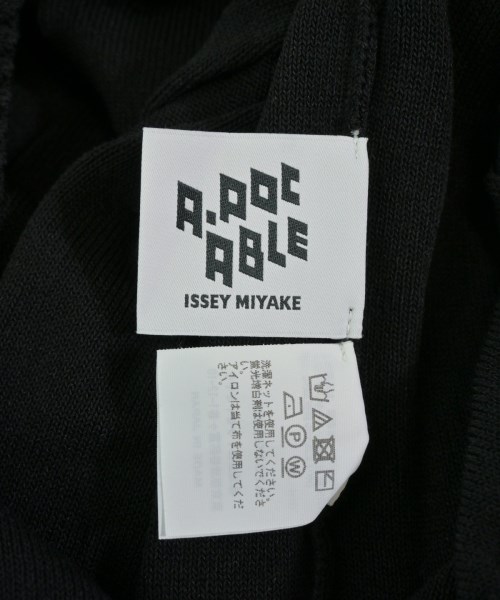 A-POC
ABLE
ISSEY MIYAKE
洗濯ネットを使用してください。
蛍光増白剤は使用しないでくださ
い。
アイロンは当て布を使用してくだ
さい。
P
W